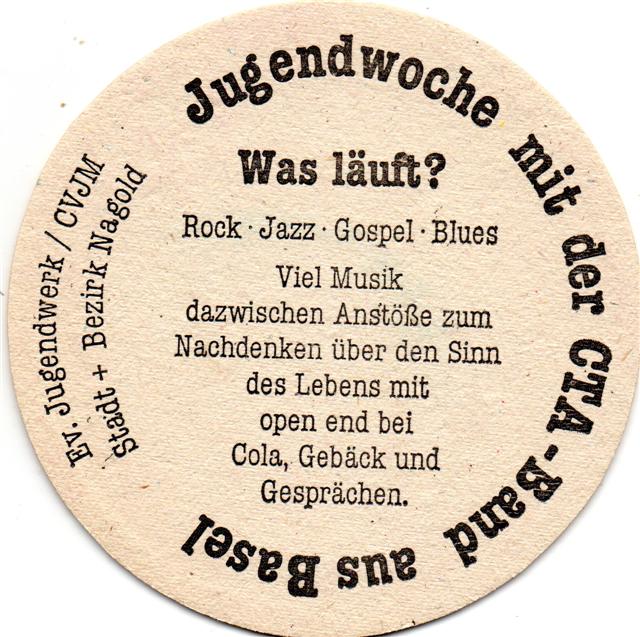 Jugendwoche mit der CTA-Band aus Basel
Ev. Jugendwerk / CVJM
Stadt + Bezirk Nagold
Was läuft?
Rock · Jazz · Gospel · Blues
Viel Musik
dazwischen Anstöße zum
Nachdenken über den Sinn
des Lebens mit
open end bei
Cola, Gebäck und
Gesprächen.